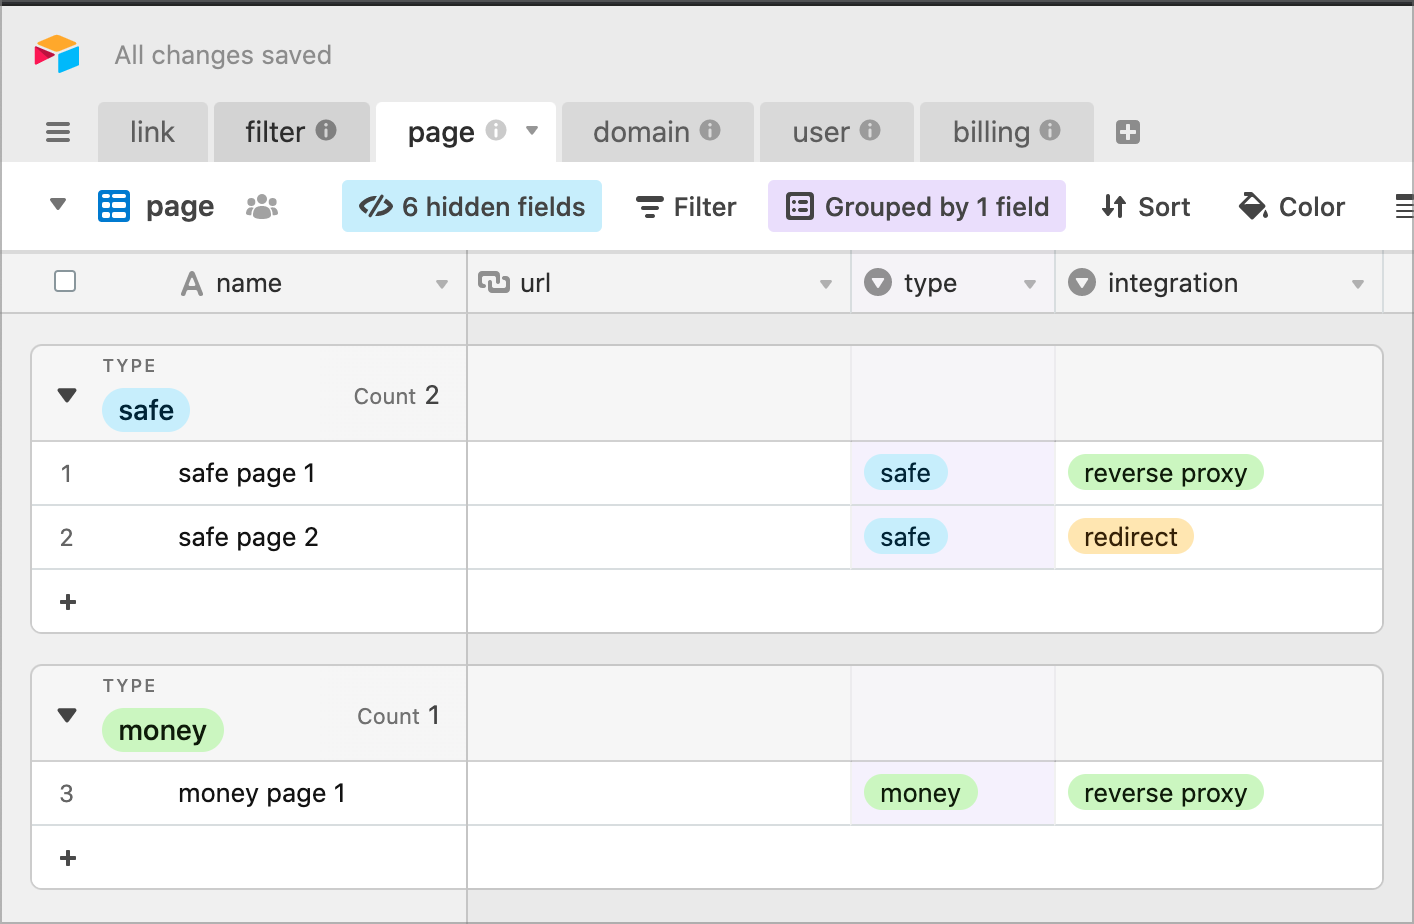 All changes saved
link filter page domain user billing
page 6 hidden fields Filter Grouped by 1 field Sort Color
name url type integration
TYPE
safe Count 2
1 safe page 1 safe reverse proxy
2 safe page 2 safe redirect
+
TYPE
money Count 1
3 money page 1 money reverse proxy
+